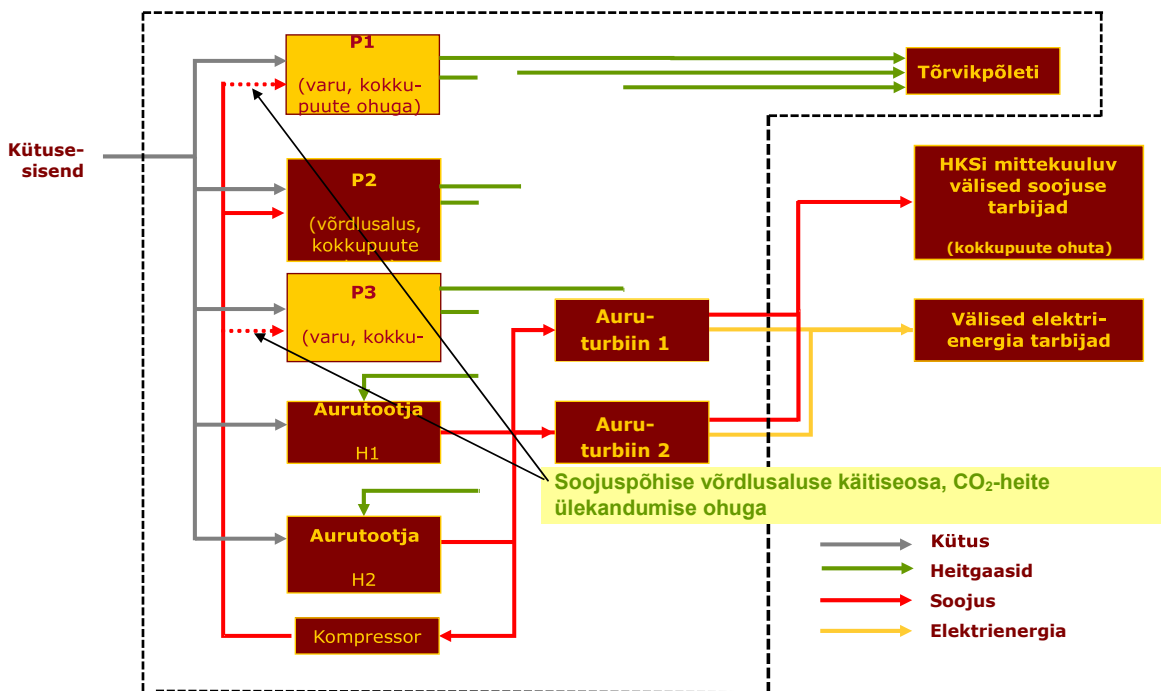 P1
(varu, kokku-
puute ohuga)
Tõrvikpõleti
Kütuse-
sisend
P2
(võrdlusalus,
kokkupuute
HKSi mittekuuluv
välised soojuse
tarbijad
(kokkupuute ohuta)
P3
(varu, kokku-
Auru-
turbiin 1
Välised elektri-
energia tarbijad
Aurutootja
H1
Auru-
turbiin 2
Soojuspõhise võrdlusaluse käitiseosa, CO₂-heite
ülekandumise ohuga
Aurutootja
H2
Kompressor
Kütus
Heitgaasid
Soojus
Elektrienergia